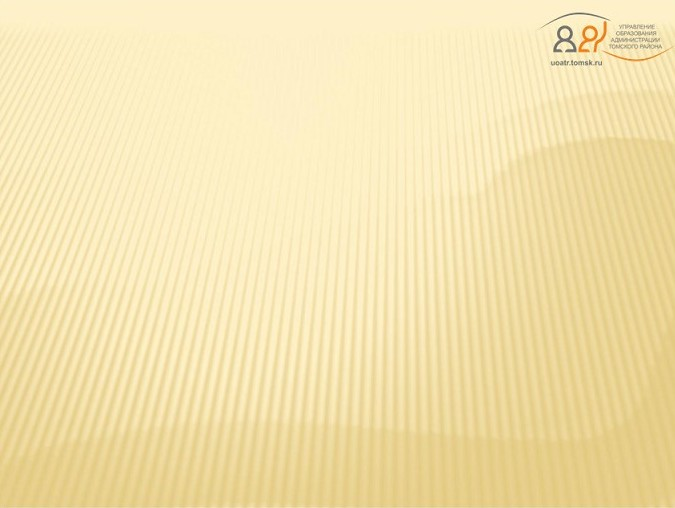 УПРАВЛЕНИЕ
ОБРАЗОВАНИЯ
АДМИНИСТРАЦИИ
ТОМСКОГО РАЙОНА
uoatr.tomsk.ru